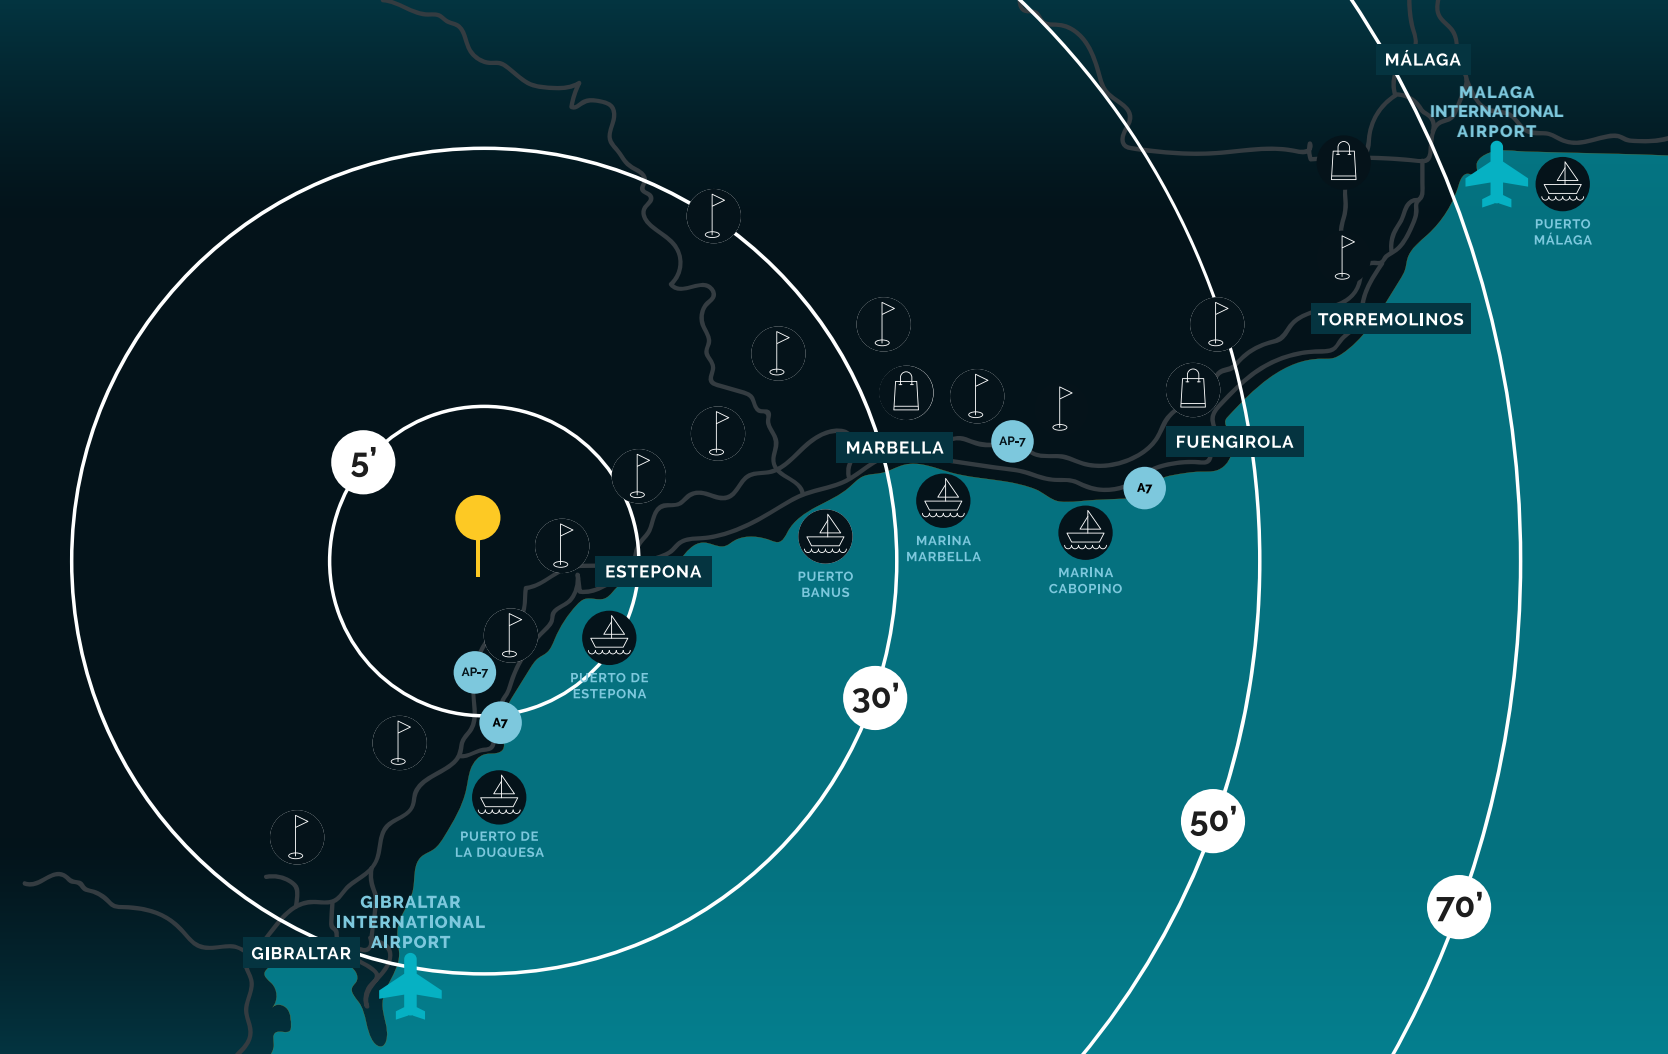 MÁLAGA
MALAGA
INTERNATIONAL
AIRPORT
PUERTO
MÁLAGA
TORREMOLINOS
FUENGIROLA
AP-7
MARBELLA
5’
A7
MARINA
MARBELLA
PUERTO
BANUS
MARINA
CABOPINO
ESTEPONA
AP-7
PUERTO DE
ESTEPONA
30’
A7
50’
PUERTO DE
LA DUQUESA
70’
GIBRALTAR
INTERNATIONAL
AIRPORT
GIBRALTAR